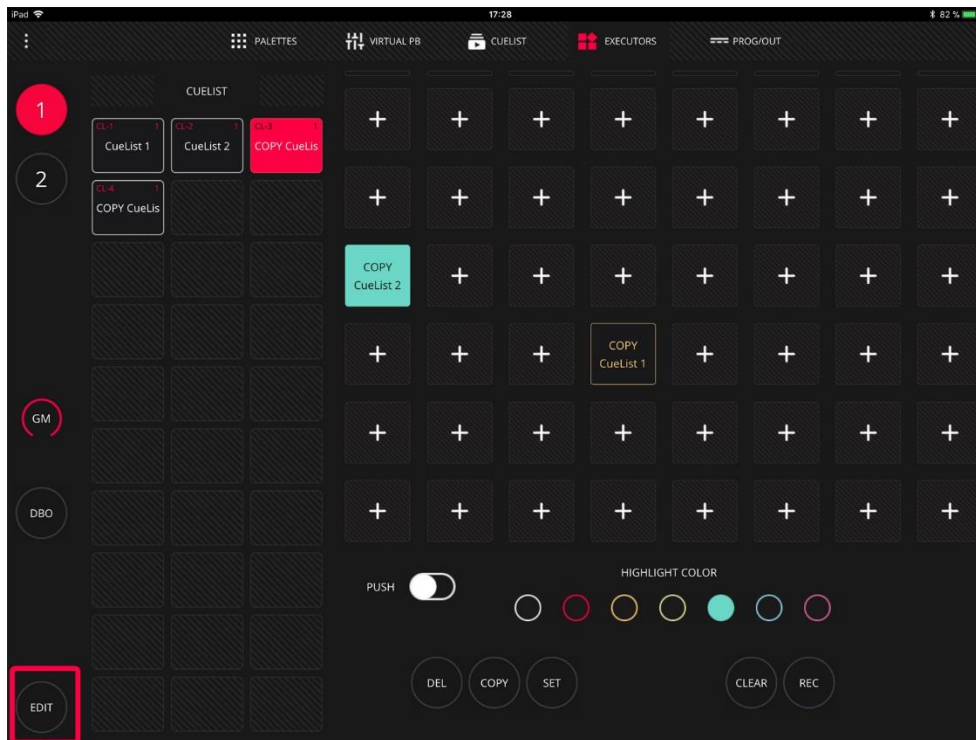 iPad 17:28 82 %
PALETTES VIRTUAL PB CUELIST EXECUTORS PROG/OUT
1
2
GM
DBO
EDIT
CUELIST
CL-1 1 CL-2 1 CL-3 1
CueList 1 CueList 2 COPY CueLis
CL-4 1
COPY CueLis
+ + + + + + + +
+ + + + + + + +
COPY
CueList 2
+ + + + + + +
+ + +
COPY
CueList 1
+ + + +
+ + + + + + + +
+ + + + + + + +
PUSH
HIGHLIGHT COLOR
DEL COPY SET CLEAR REC